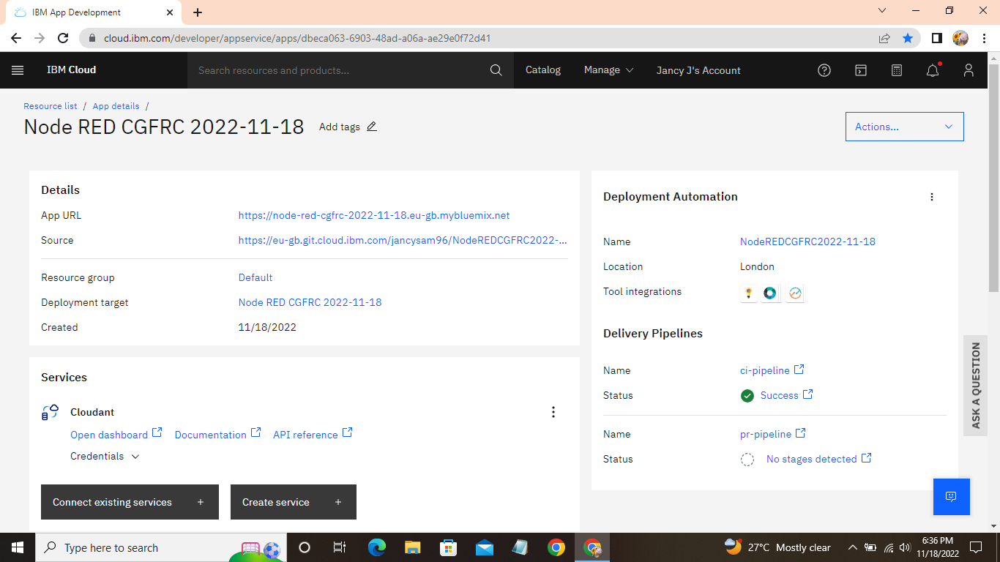 IBM App Development
cloud.ibm.com/developer/appservice/apps/dbeca063-6903-48ad-a06a-ae29e0f72d41
IBM Cloud
Search resources and products...
Catalog
Manage
Jancy J's Account
Resource list / App details /
Node RED CGFRC 2022-11-18
Add tags
Actions...
Details
App URL
https://node-red-cgfrc-2022-11-18.eu-gb.mybluemix.net
Source
https://eu-gb.git.cloud.ibm.com/jancysam96/NodeREDCGFRC2022-...
Resource group
Default
Deployment target
Node RED CGFRC 2022-11-18
Created
11/18/2022
Services
Cloudant
Open dashboard
Documentation
API reference
Credentials
Connect existing services +
Create service +
Deployment Automation
Name
NodeREDCGFRC2022-11-18
Location
London
Tool integrations
Delivery Pipelines
Name
ci-pipeline
Status
Success
Name
pr-pipeline
Status
No stages detected
ASK A QUESTION
Type here to search
27°C Mostly clear
6:36 PM
11/18/2022